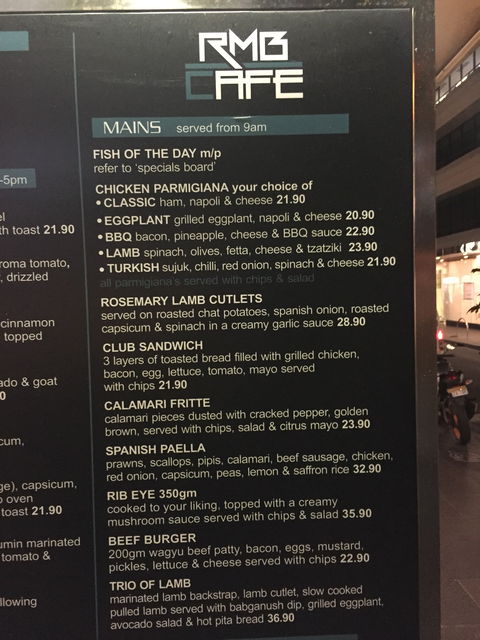 RMB
CAFE
MAINS served from 9am
FISH OF THE DAY m/p
refer to 'specials board'
CHICKEN PARMIGIANA your choice of
• CLASSIC ham, napoli & cheese 21.90
• EGGPLANT grilled eggplant, napoli & cheese 20.90
• BBQ bacon, pineapple, cheese & BBQ sauce 22.90
• LAMB spinach, olives, fetta, cheese & tzatziki 23.90
• TURKISH sujuk, chilli, red onion, spinach & cheese 21.90
all parmigiana's served with chips & salad
ROSEMARY LAMB CUTLETS
served on roasted chat potatoes, spanish onion, roasted
capsicum & spinach in a creamy garlic sauce 28.90
CLUB SANDWICH
3 layers of toasted bread filled with grilled chicken,
bacon, egg, lettuce, tomato, mayo served
with chips 21.90
CALAMARI FRITTE
calamari pieces dusted with cracked pepper, golden
brown, served with chips, salad & citrus mayo 23.90
SPANISH PAELLA
prawns, scallops, pipis, calamari, beef sausage, chicken,
red onion, capsicum, peas, lemon & saffron rice 32.90
RIB EYE 350gm
cooked to your liking, topped with a creamy
mushroom sauce served with chips & salad 35.90
BEEF BURGER
200gm wagyu beef patty, bacon, eggs, mustard,
pickles, lettuce & cheese served with chips 22.90
TRIO OF LAMB
marinated lamb backstrap, lamb cutlet, slow cooked
pulled lamb served with babganush dip, grilled eggplant,
avocado salad & hot pita bread 36.90
-5pm
toast 21.90
tomato,
drizzled
cinnamon
topped
& goat
capsicum,
oven
toast 21.90
marinated
tomato &